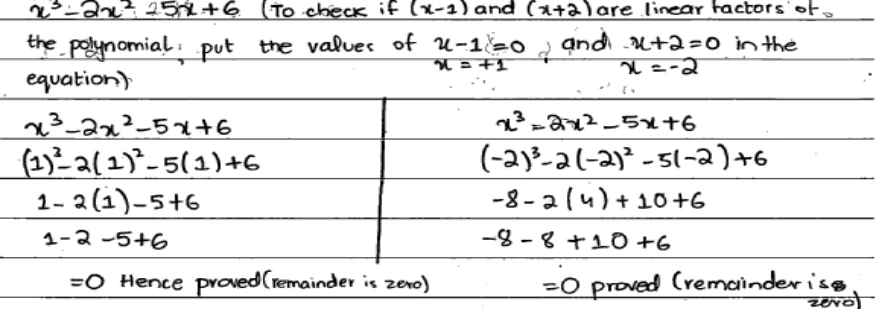 x³-2x²-5x+6 (To check if (x-1) and (x+2) are linear factors of
the polynomial, put the values of x-1=0, and x+2=0 in the
x=+1 x=-2
equation)
x³-2x²-5x+6
(1)³-2(1)²-5(1)+6
1-2(1)-5+6
1-2-5+6
=0 Hence proved (remainder is zero)
x³-2x²-5x+6
(-2)³-2(-2)²-5(-2)+6
-8-2(4)+10+6
-8-8+10+6
=0 proved (remainder is
zero)